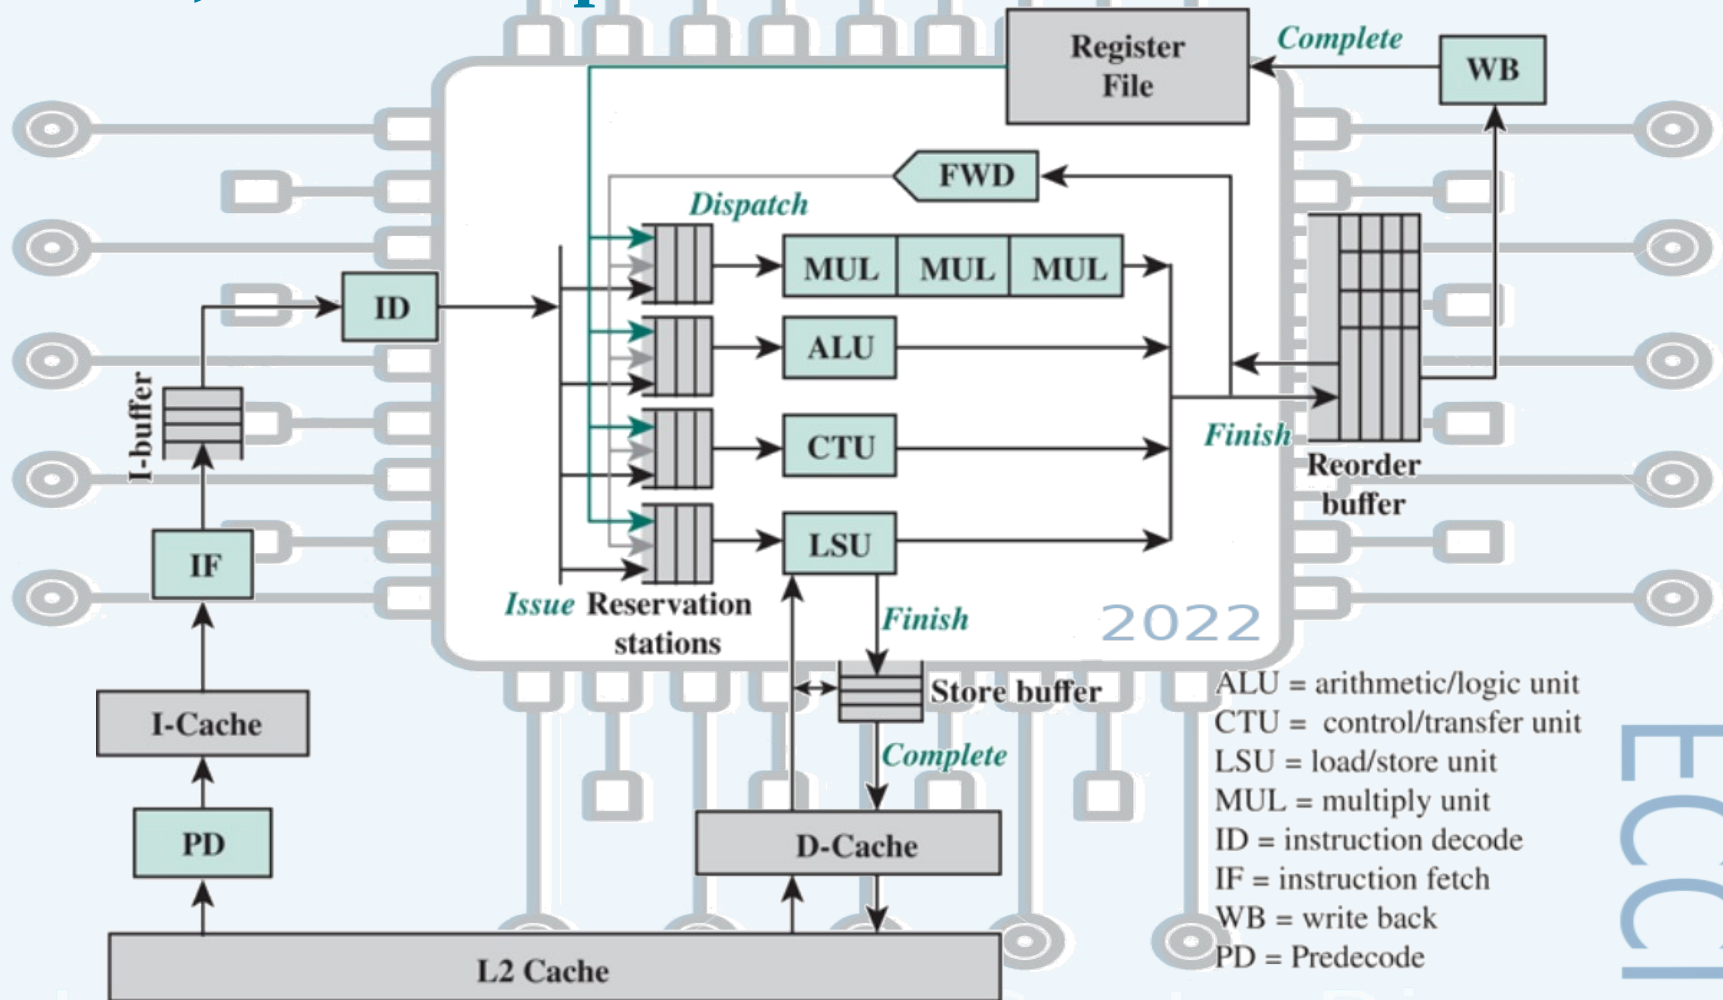 Register
File
Complete
WB
FWD
Dispatch
MUL MUL MUL
ID
ALU
I-buffer
CTU
Finish
Reorder
buffer
LSU
IF
Issue
Reservation
stations
Finish
2022
Store buffer
I-Cache
Complete
PD
D-Cache
L2 Cache
ALU = arithmetic/logic unit
CTU = control/transfer unit
LSU = load/store unit
MUL = multiply unit
ID = instruction decode
IF = instruction fetch
WB = write back
PD = Predecode
ECCI